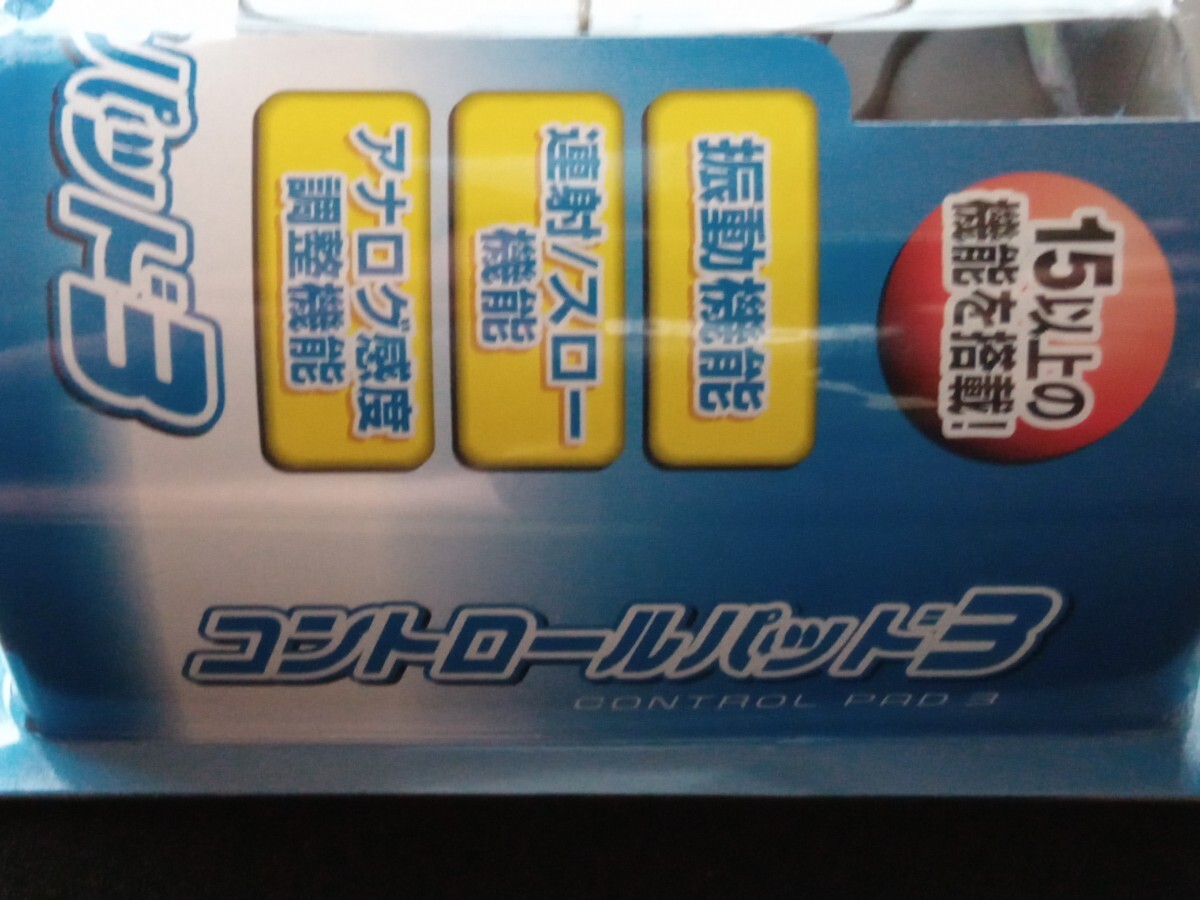 15以上の
機能を搭載!
振動機能
連射/スロー
機能
アナログ感度
調整機能
パッド3
コントロールパッド3
CONTROL PAD 3